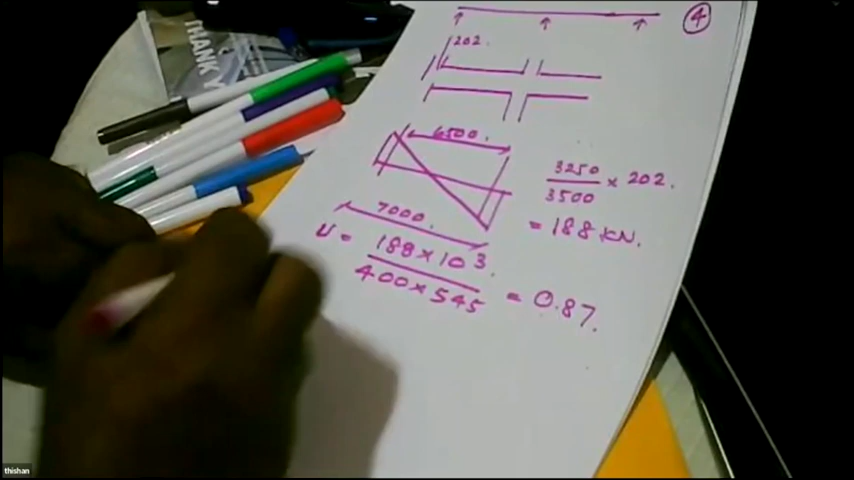 ④
202.
THANK Y
6500.
3250 / 3500 × 202.
= 188 KN.
7000.
v = 188×10³ / 400×545 = 0.87.
thishan